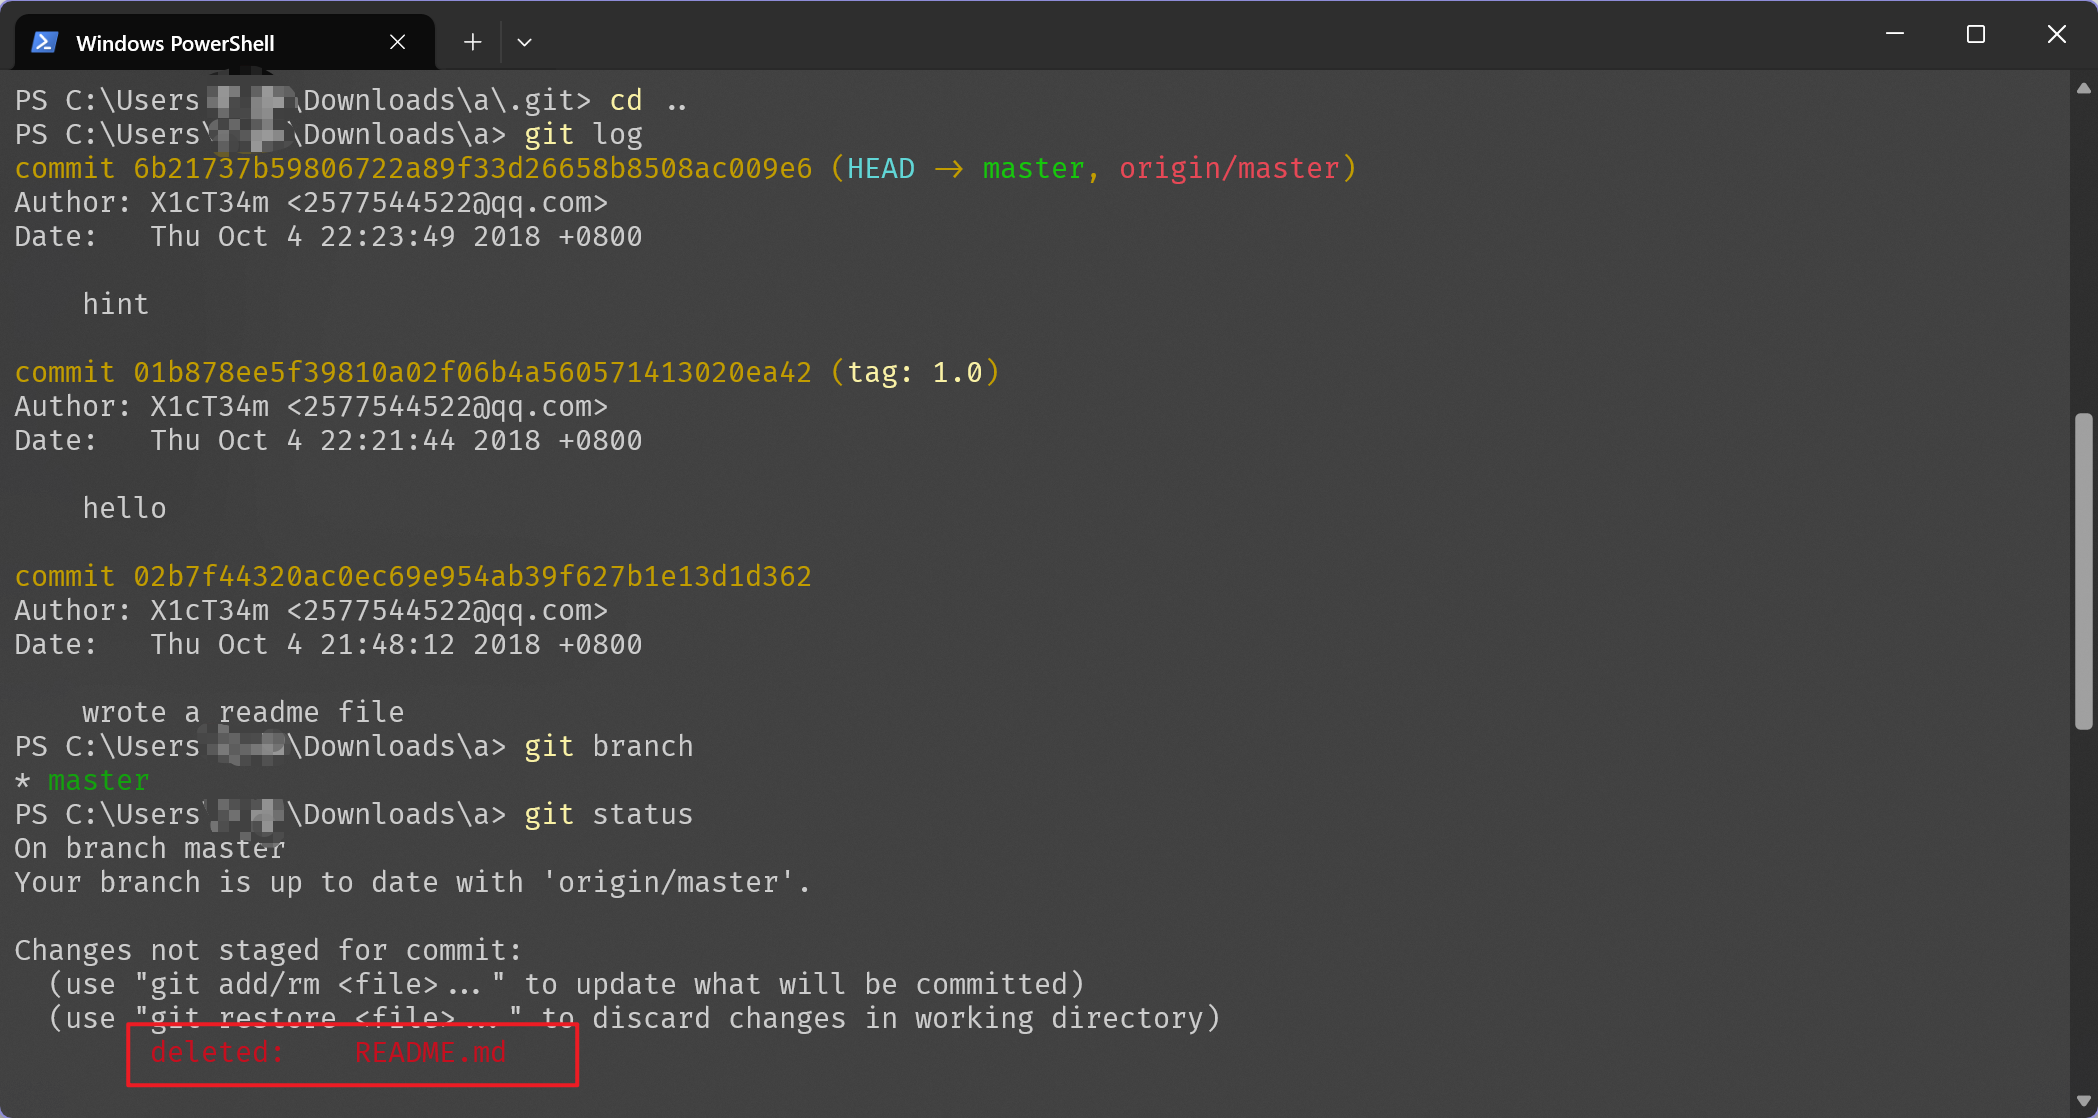 Windows PowerShell
PS C:\Users \Downloads\a\.git> cd ..
PS C:\Users\ \Downloads\a> git log
commit 6b21737b59806722a89f33d26658b8508ac009e6 (HEAD -> master, origin/master)
Author: X1cT34m <2577544522@qq.com>
Date:   Thu Oct 4 22:23:49 2018 +0800
hint
commit 01b878ee5f39810a02f06b4a560571413020ea42 (tag: 1.0)
Author: X1cT34m <2577544522@qq.com>
Date:   Thu Oct 4 22:21:44 2018 +0800
hello
commit 02b7f44320ac0ec69e954ab39f627b1e13d1d362
Author: X1cT34m <2577544522@qq.com>
Date:   Thu Oct 4 21:48:12 2018 +0800
wrote a readme file
PS C:\Users \Downloads\a> git branch
* master
PS C:\Users\ \Downloads\a> git status
On branch master
Your branch is up to date with 'origin/master'.
Changes not staged for commit:
(use "git add/rm <file>..." to update what will be committed)
(use "git restore <file>..." to discard changes in working directory)
deleted:    README.md